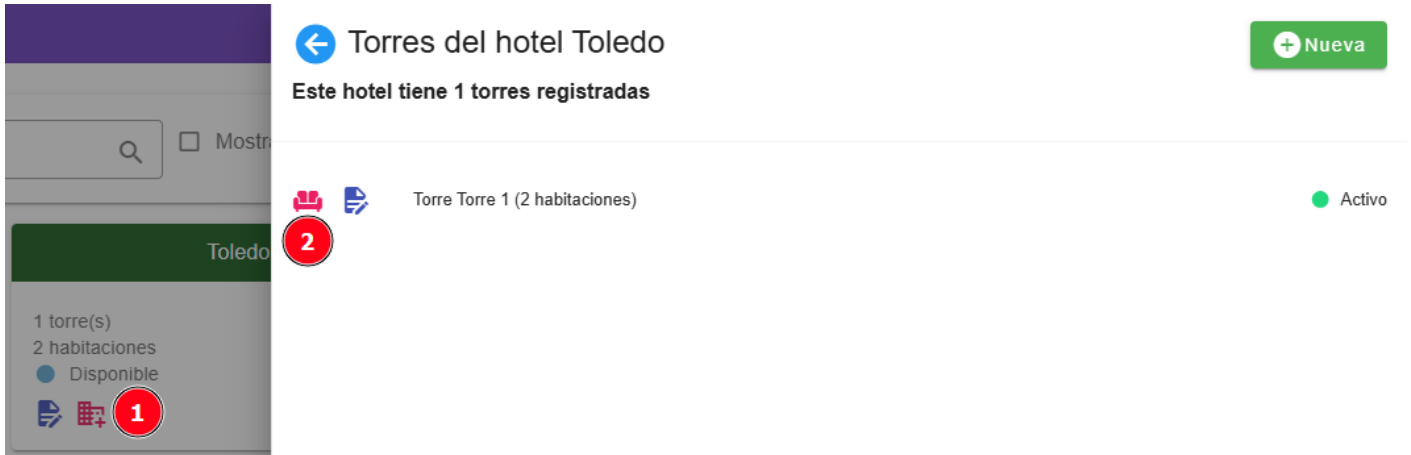 Torres del hotel Toledo
Nueva
Este hotel tiene 1 torres registradas
Torre Torre 1 (2 habitaciones)
Activo
2
Toledo
1 torre(s)
2 habitaciones
Disponible
1